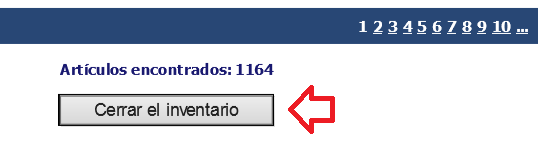 1 2 3 4 5 6 7 8 9 10 ...
Artículos encontrados: 1164
Cerrar el inventario